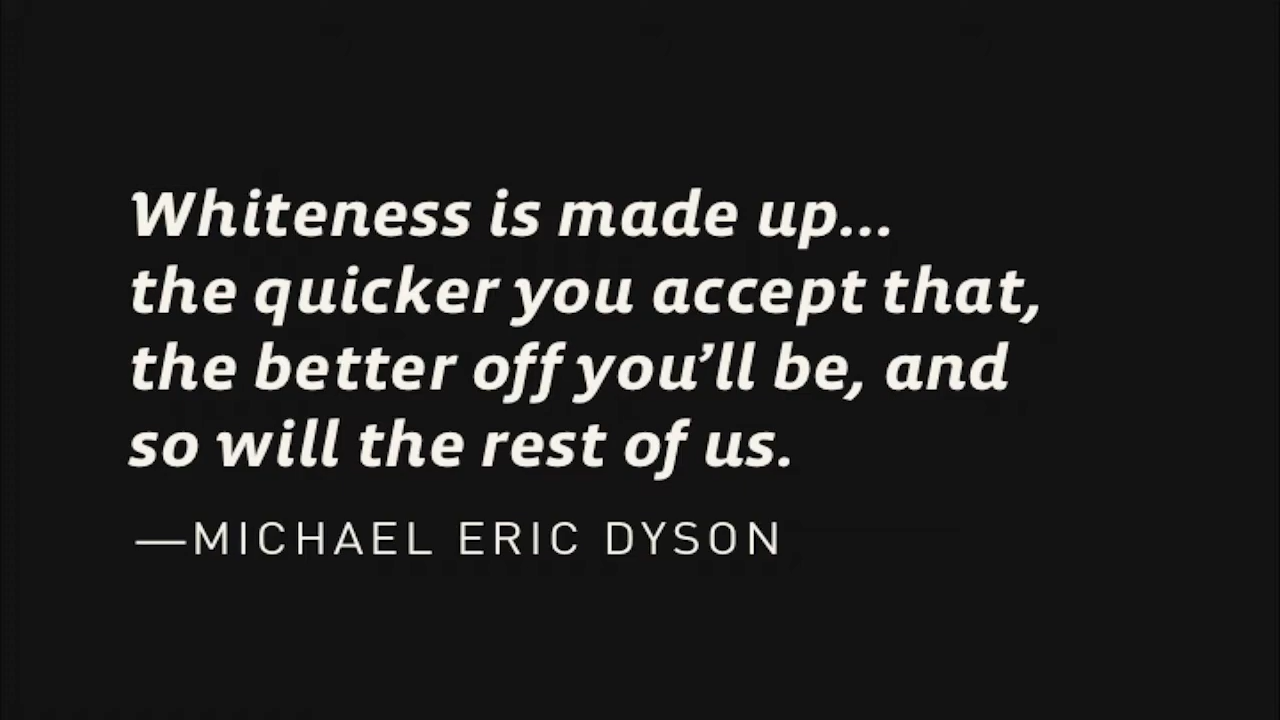 Whiteness is made up...
the quicker you accept that,
the better off you’ll be, and
so will the rest of us.
—MICHAEL ERIC DYSON